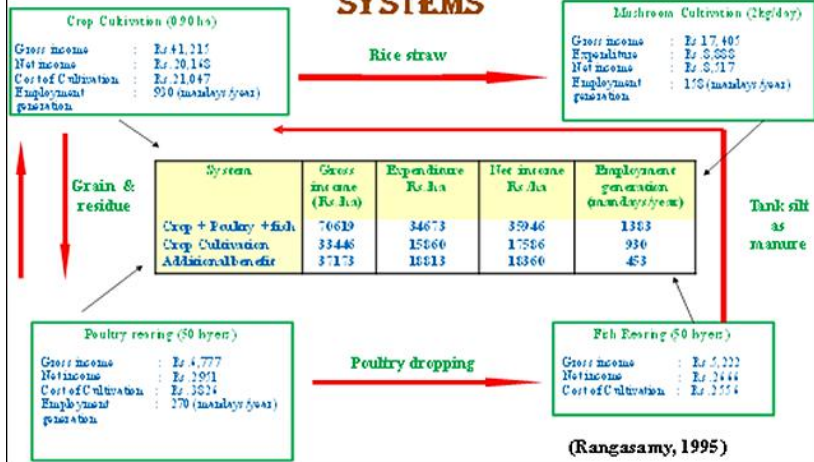 SYSTEMS
Crop Cultivation (0.90 ha)
Gross income : Rs.41,215
Net income : Rs.20,168
Cost of Cultivation : Rs.21,047
Employment generation : 930 (mandays/year)
Rice straw
Mushroom Cultivation (2kg/day)
Gross income : Rs.17,405
Expenditure : Rs.8,888
Net income : Rs.8,517
Employment generation : 158 (mandays/year)
Grain &
residue
System Gross income (Rs.ha) Expenditure Rs.ha Net income Rs./ha Employment generation (mandays/year)
Crop + Poultry +fish 70619 34673 35946 1383
Crop Cultivation 33446 15860 17586 930
Additional benefit 37173 18813 18360 453
Tank silt
as
manure
Poultry rearing (50 byers)
Gross income : Rs.6,777
Net income : Rs.2951
Cost of Cultivation : Rs.3826
Employment generation : 270 (mandays/year)
Poultry dropping
Fish Rearing (50 byers)
Gross income : Rs.5,222
Net income : Rs.2666
Cost of Cultivation : Rs.2556
(Rangasamy, 1995)